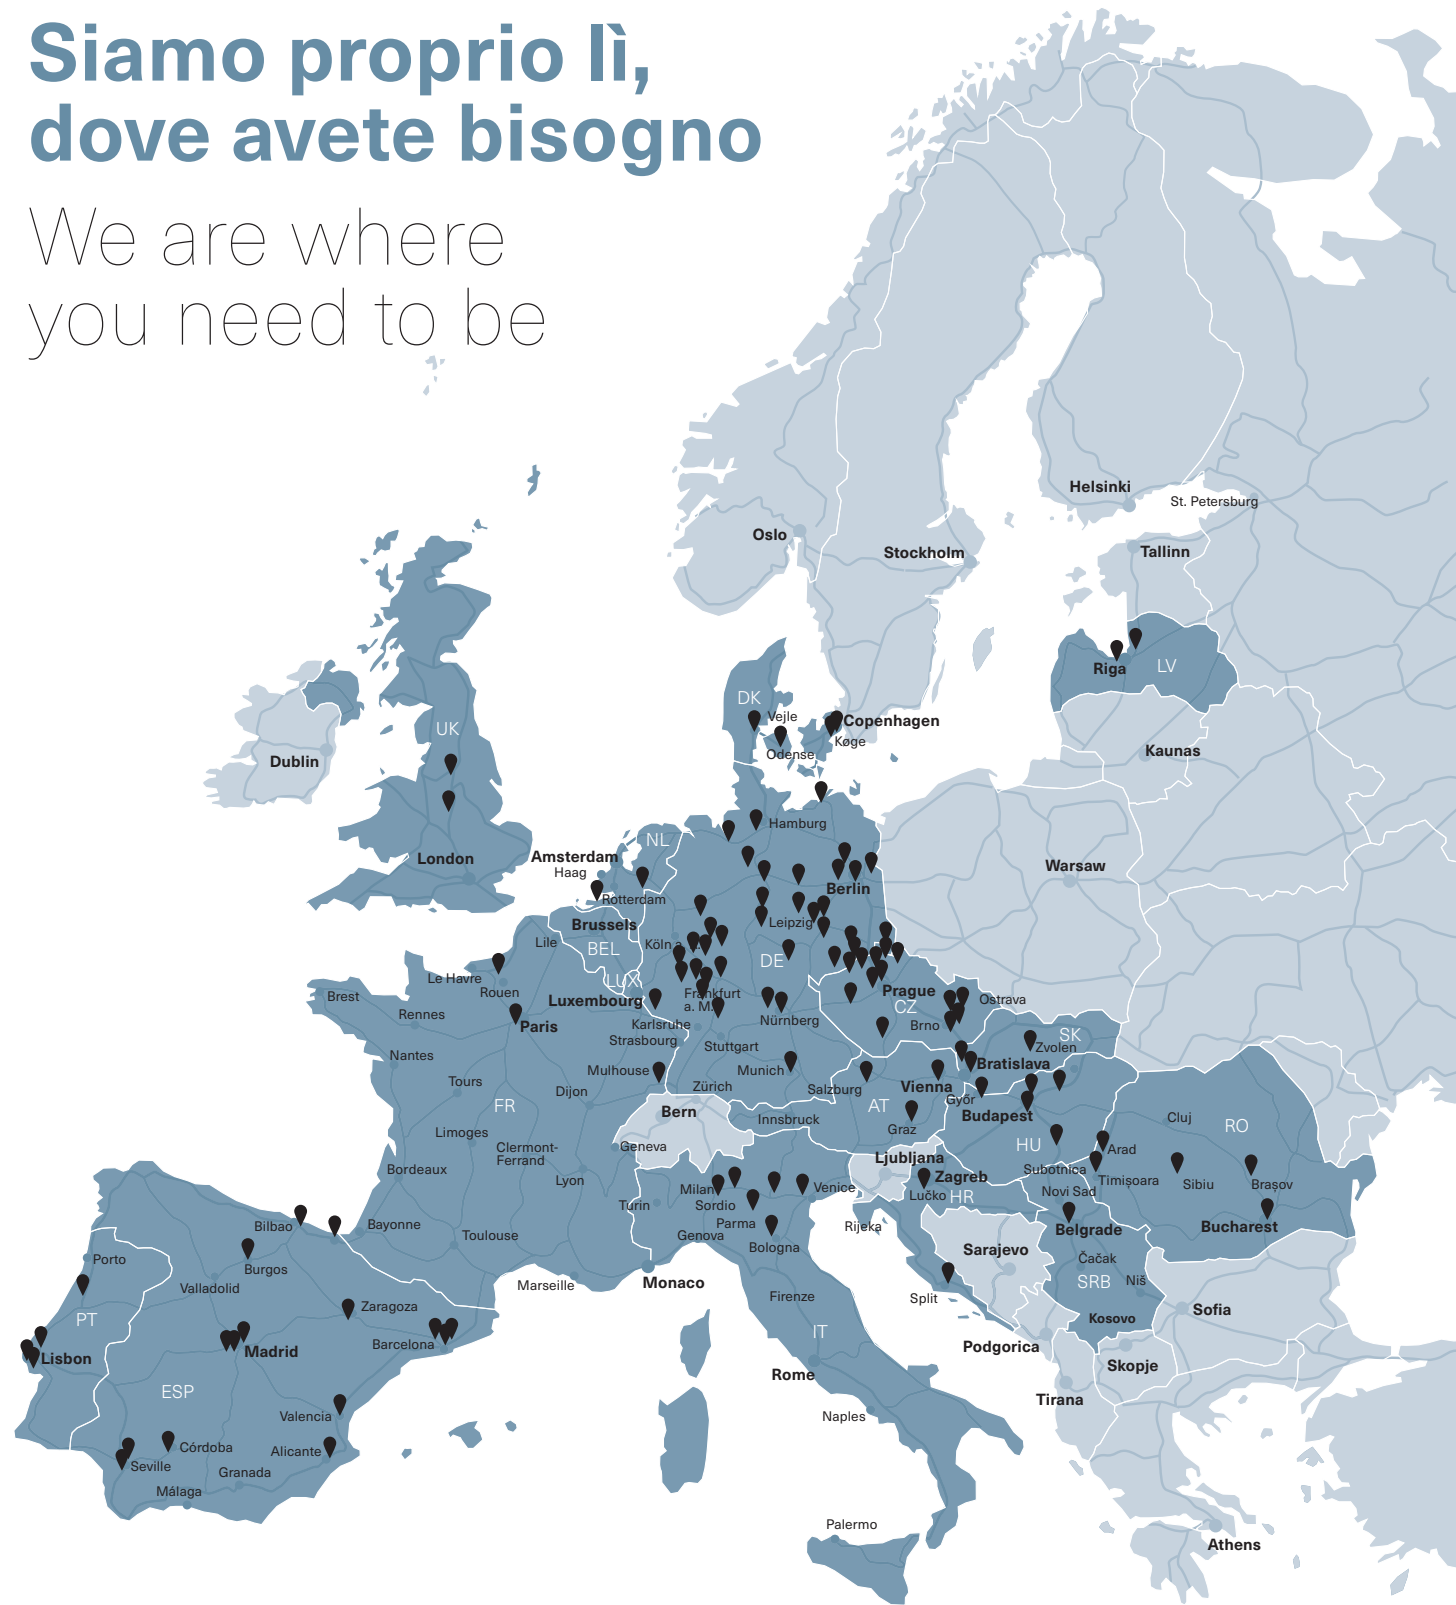 Siamo proprio lì,
dove avete bisogno
We are where
you need to be
Helsinki
St. Petersburg
Oslo
Stockholm
Tallinn
Riga
LV
DK
Vejle
Copenhagen
Køge
Odense
UK
Dublin
Kaunas
Hamburg
NL
London
Amsterdam
Haag
Rotterdam
Berlin
Warsaw
Brussels
Leipzig
Lile
BEL
Köln a.
DE
Le Havre
Rouen
LUX
Luxembourg
Frankfurt
a. M.
Prague
CZ
Ostrava
Brest
Rennes
Paris
Karlsruhe
Strasbourg
Nürnberg
Brno
SK
Zvolen
Nantes
Stuttgart
Bratislava
Tours
Mulhouse
Munich
Dijon
Zürich
Salzburg
Vienna
Győr
FR
Bern
Innsbruck
AT
Graz
Budapest
Cluj
RO
Limoges
Clermont-
Ferrand
Geneva
HU
Arad
Ljubljana
Bordeaux
Lyon
Milan
Venice
Zagreb
Lučko
HR
Subotnica
Timișoara
Sibiu
Brașov
Novi Sad
Turin
Sordio
Parma
Genova
Bologna
Rijeka
Belgrade
Bucharest
Bilbao
Bayonne
Toulouse
Porto
Burgos
Valladolid
Marseille
Monaco
Sarajevo
Čačak
SRB
Niš
Firenze
Split
PT
Zaragoza
Sofia
Kosovo
Lisbon
Madrid
Barcelona
IT
Podgorica
Skopje
Rome
ESP
Tirana
Valencia
Naples
Córdoba
Alicante
Seville
Granada
Málaga
Palermo
Athens